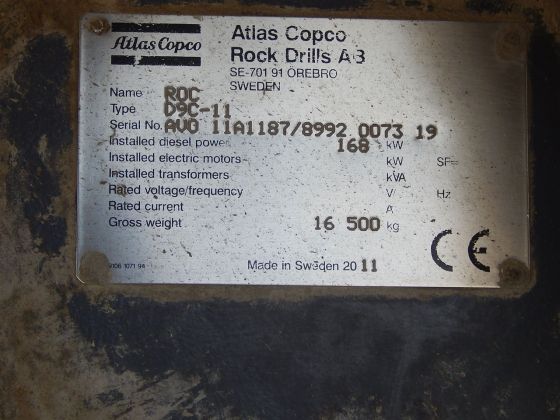 Atlas Copco
Atlas Copco
Rock Drills AB
SE-701 91 ÖREBRO
SWEDEN
Name ROC
Type D9C-11
Serial No. AVO 11A1187/8992 0073 19
Installed diesel power 168 kW
Installed electric motors kW SF=
Installed transformers kVA
Rated voltage/frequency V Hz
Rated current A
Gross weight 16 500 kg
CE
Made in Sweden 2011